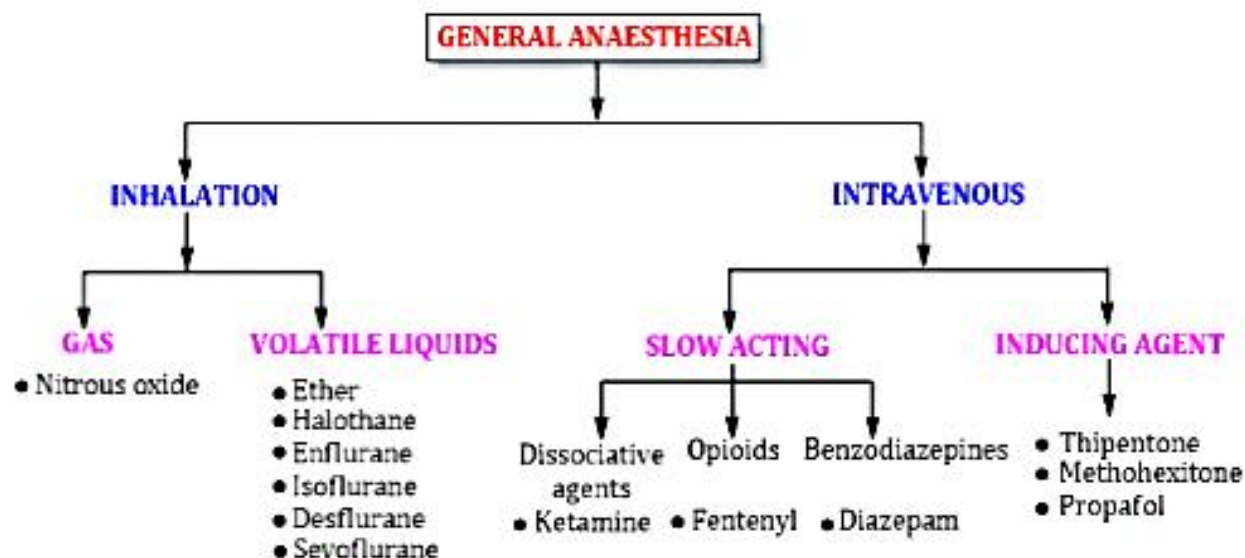 GENERAL ANAESTHESIA
INHALATION
INTRAVENOUS
GAS
• Nitrous oxide
VOLATILE LIQUIDS
• Ether
• Halothane
• Enflurane
• Isoflurane
• Desflurane
• Sevoflurane
SLOW ACTING
Dissociative
agents
• Ketamine
Opioids
• Fentenyl
Benzodiazepines
• Diazepam
INDUCING AGENT
• Thipentone
• Methohexitone
• Propafol